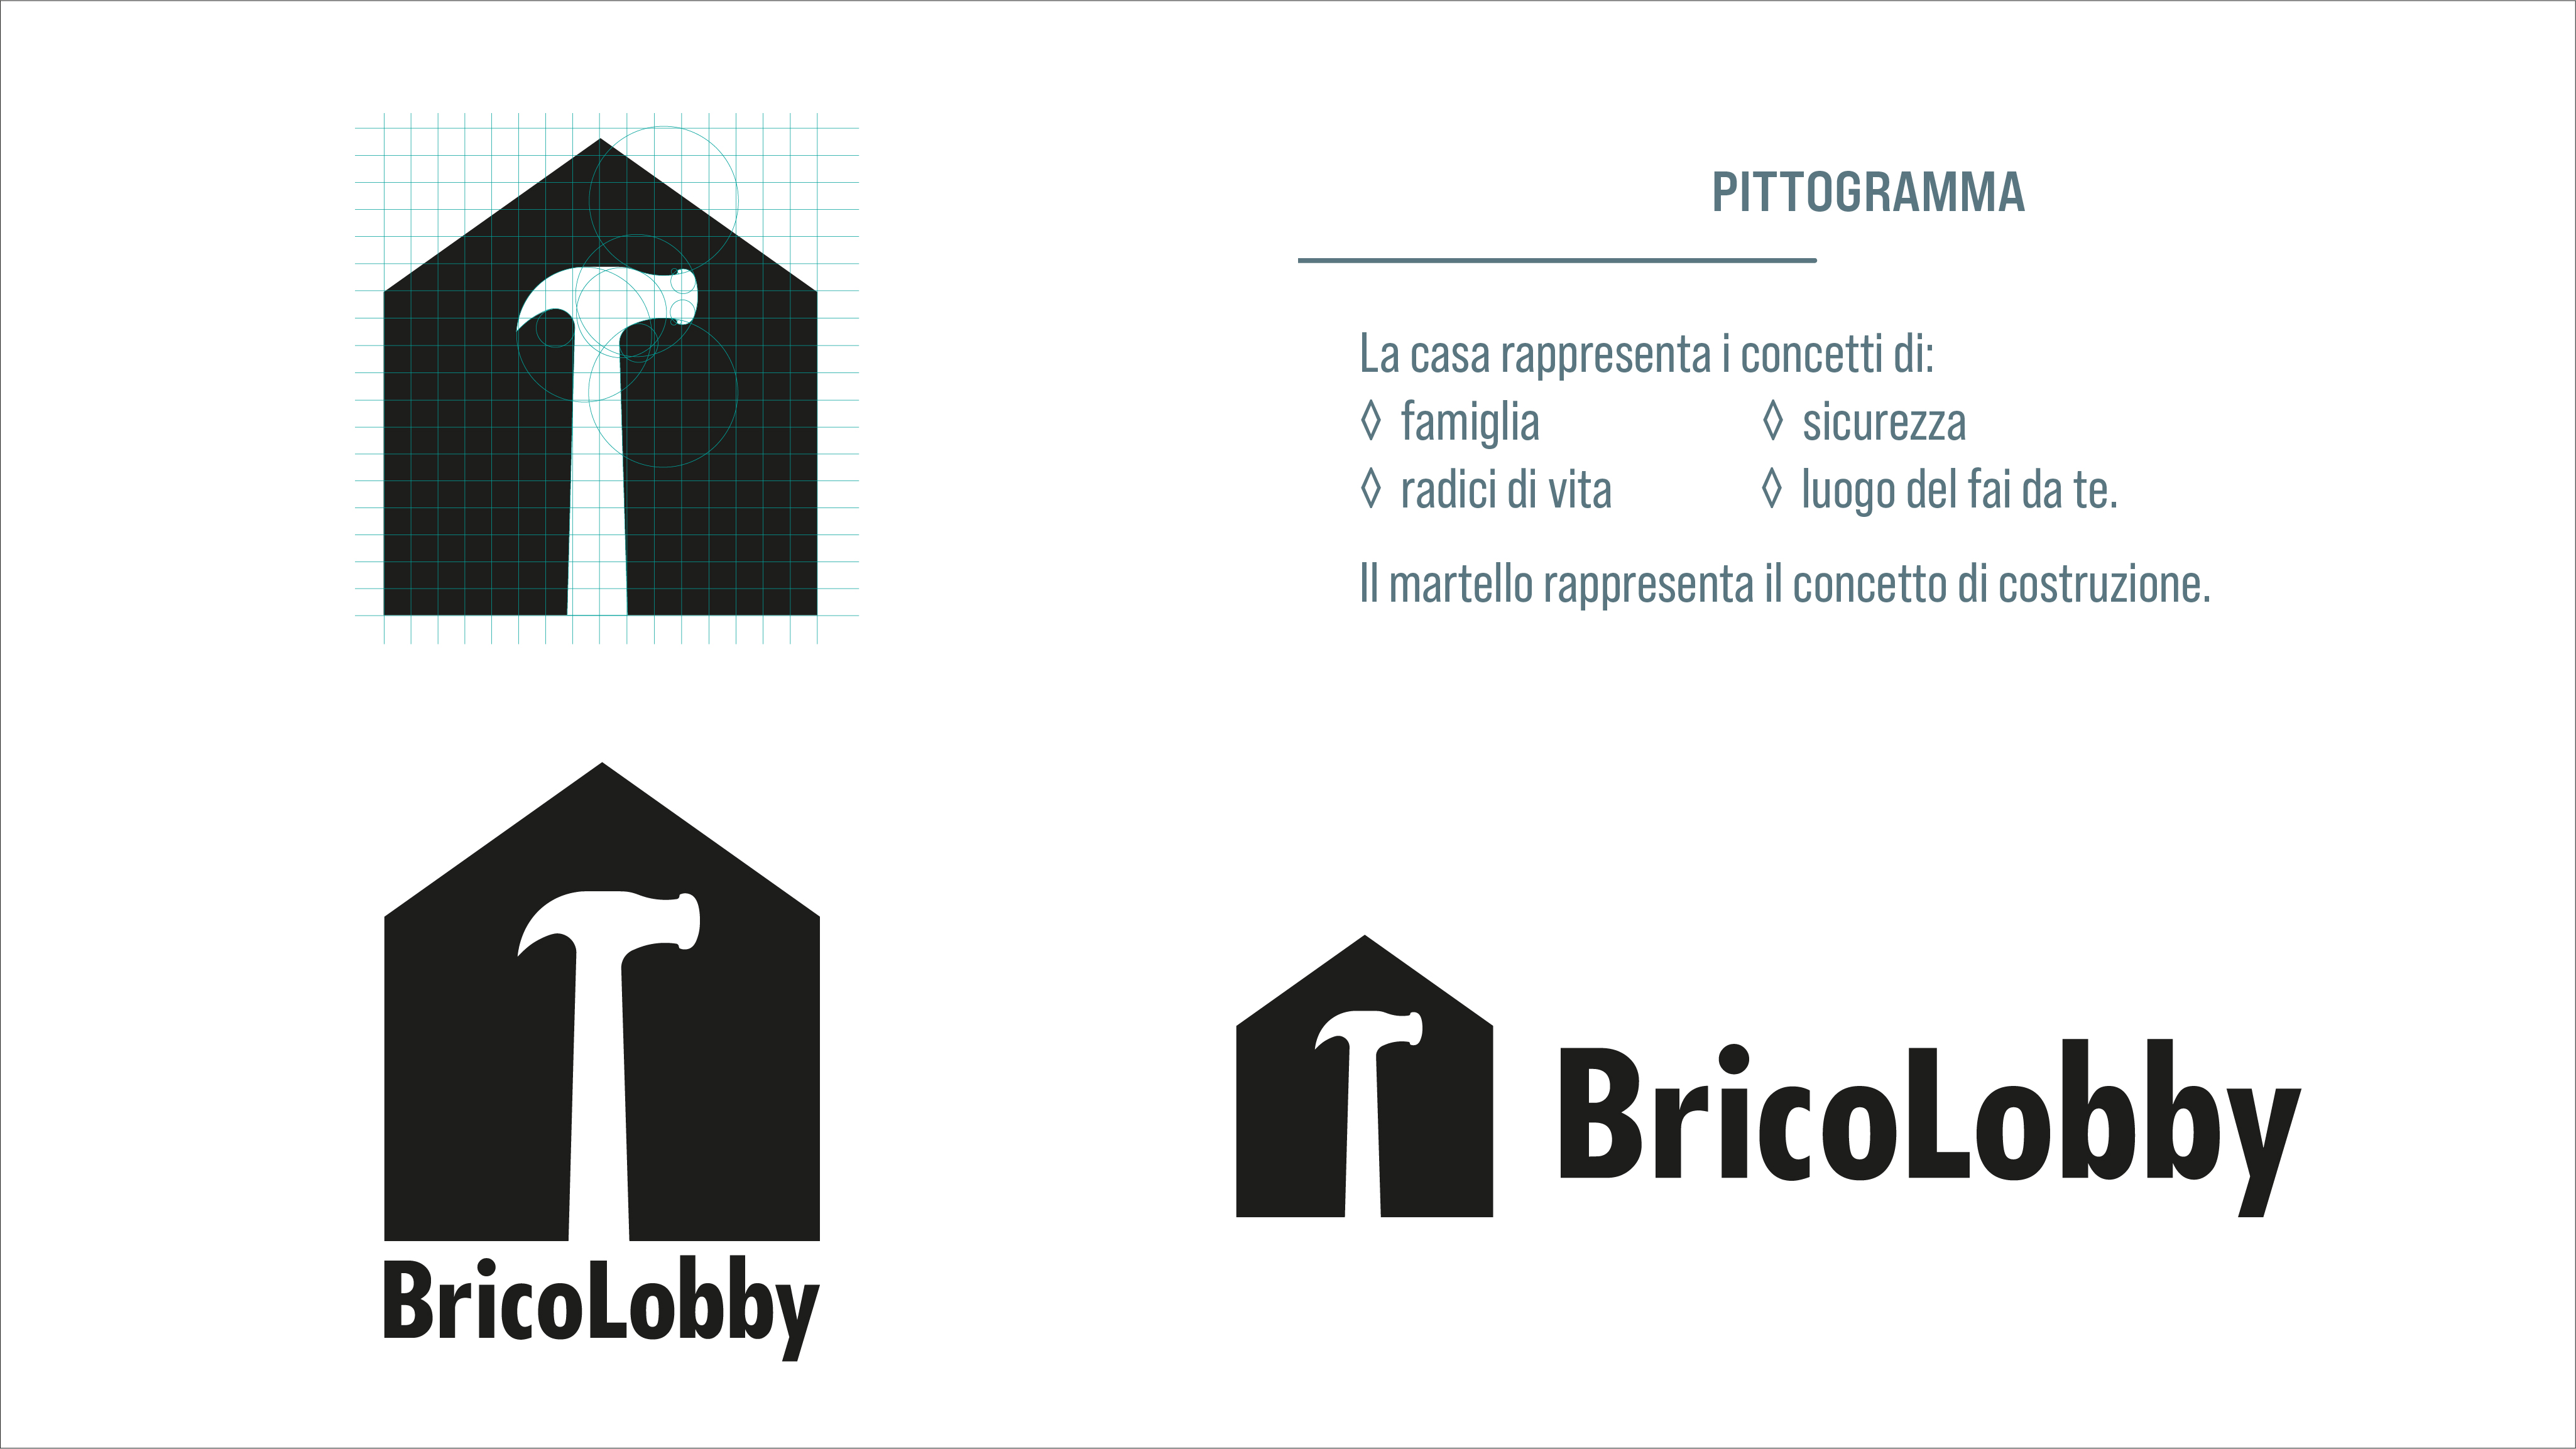 PITTOGRAMMA
La casa rappresenta i concetti di:
◊ famiglia ◊ sicurezza
◊ radici di vita ◊ luogo del fai da te.
Il martello rappresenta il concetto di costruzione.
BricoLobby
BricoLobby